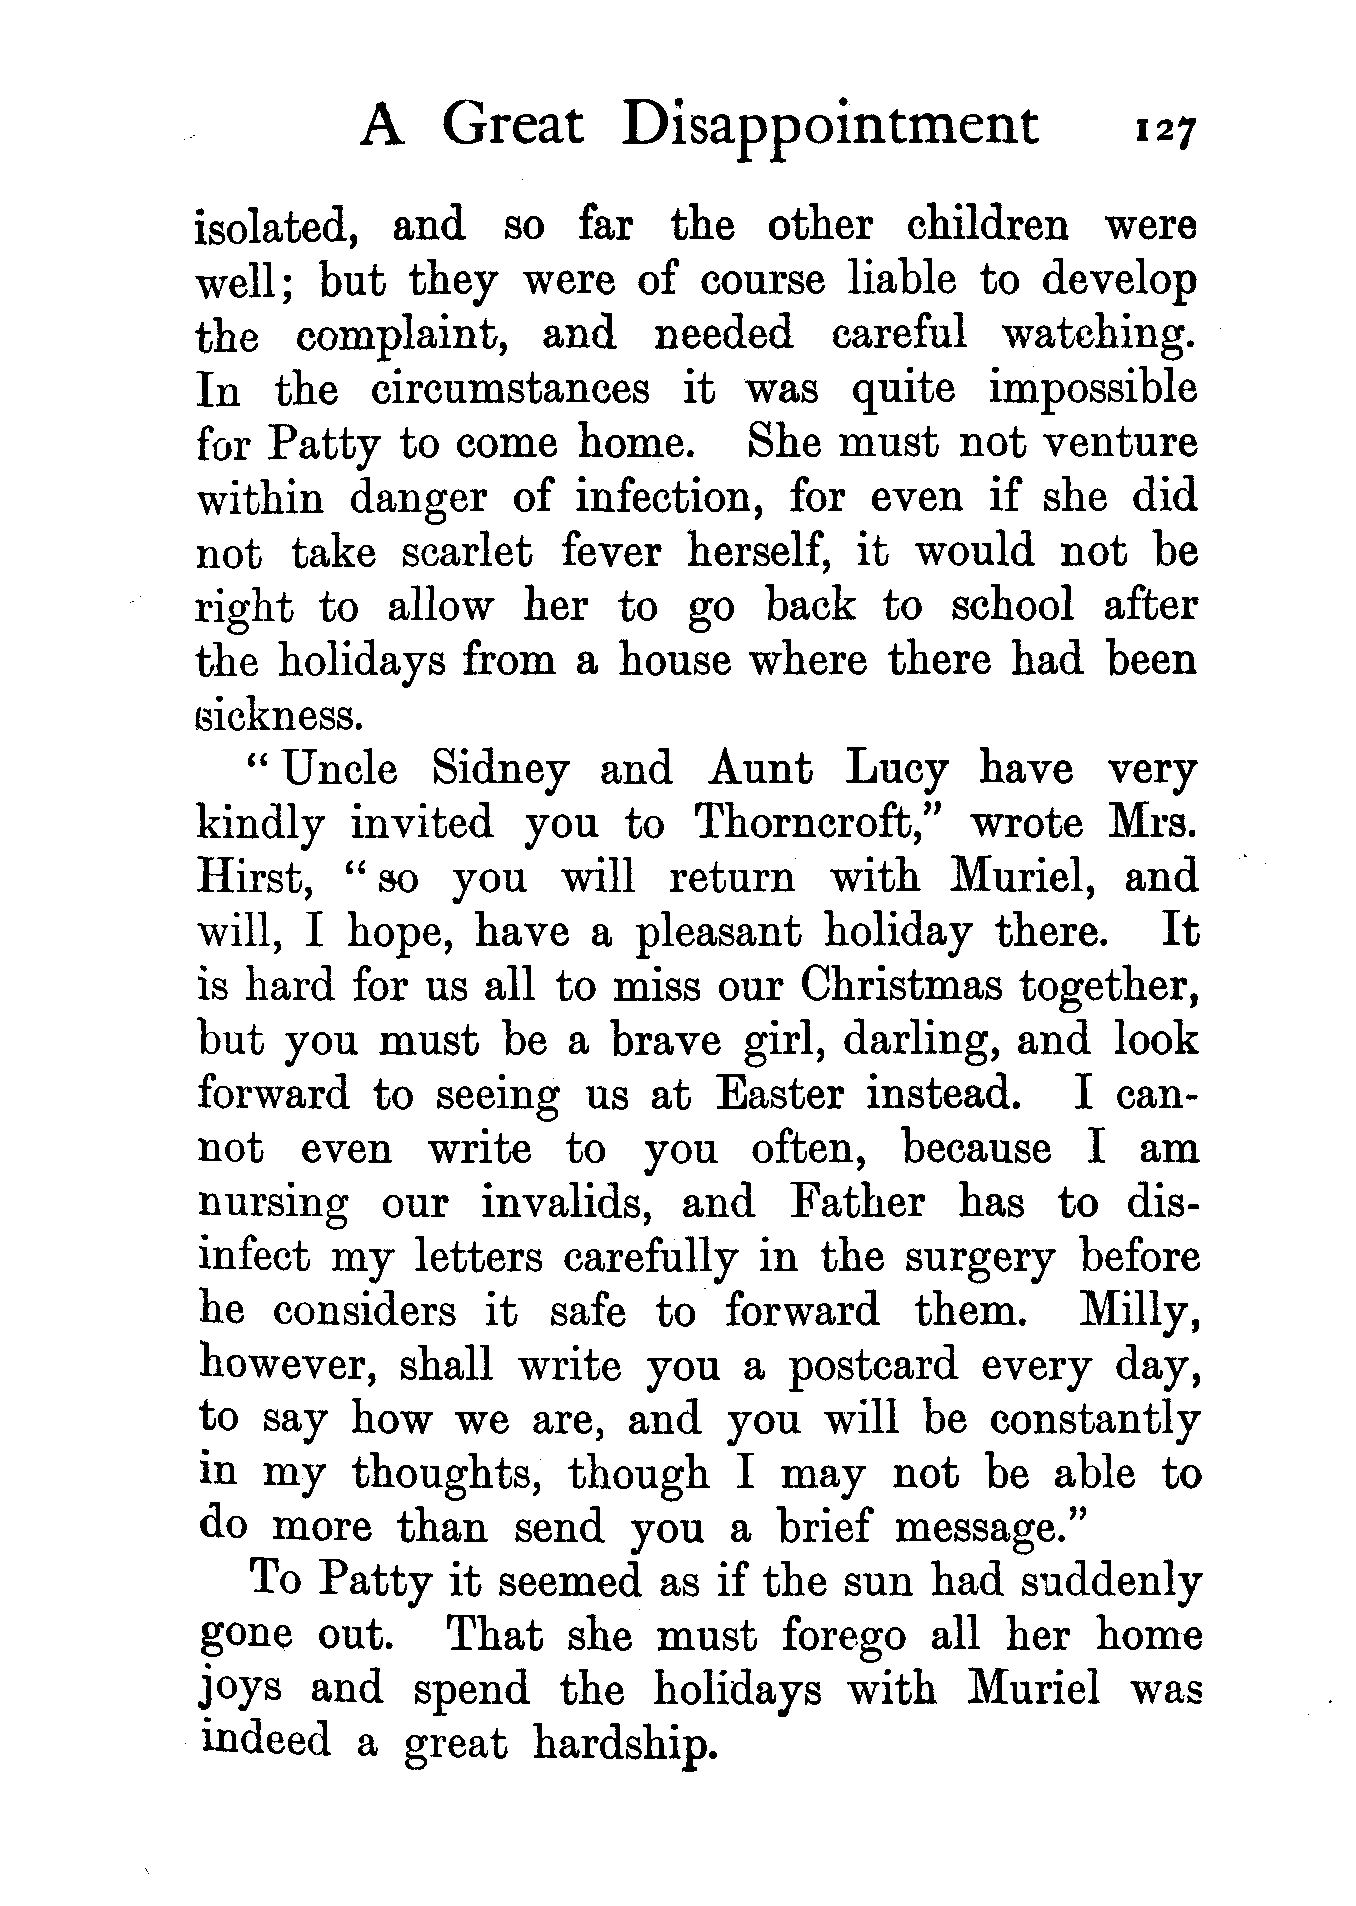 A Great Disappointment 127
isolated, and so far the other children were
well; but they were of course liable to develop
the complaint, and needed careful watching.
In the circumstances it was quite impossible
for Patty to come home. She must not venture
within danger of infection, for even if she did
not take scarlet fever herself, it would not be
right to allow her to go back to school after
the holidays from a house where there had been
sickness.
“ Uncle Sidney and Aunt Lucy have very
kindly invited you to Thorncroft,” wrote Mrs.
Hirst, “ so you will return with Muriel, and
will, I hope, have a pleasant holiday there. It
is hard for us all to miss our Christmas together,
but you must be a brave girl, darling, and look
forward to seeing us at Easter instead. I can-
not even write to you often, because I am
nursing our invalids, and Father has to dis-
infect my letters carefully in the surgery before
he considers it safe to forward them. Milly,
however, shall write you a postcard every day,
to say how we are, and you will be constantly
in my thoughts, though I may not be able to
do more than send you a brief message.”
To Patty it seemed as if the sun had suddenly
gone out. That she must forego all her home
joys and spend the holidays with Muriel was
indeed a great hardship.